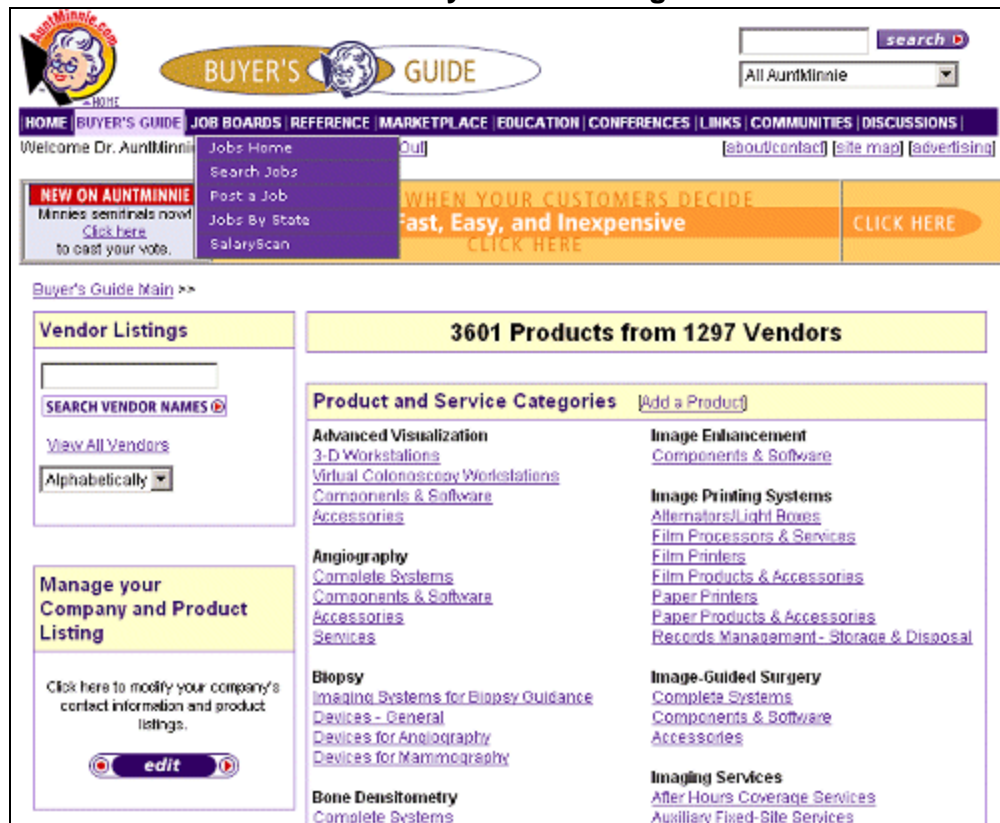 AuntMinnie.com
HOME
BUYER'S GUIDE
search
All AuntMinnie
|HOME|BUYER'S GUIDE|JOB BOARDS|REFERENCE|MARKETPLACE|EDUCATION|CONFERENCES|LINKS|COMMUNITIES|DISCUSSIONS|
Welcome Dr. AuntMinnie
Out]
[about/contact] [site map] [advertising]
Jobs Home
Search Jobs
Post a Job
Jobs By State
SalaryScan
NEW ON AUNTMINNIE
Minnies semifinals now!
Click here
to cast your vote.
WHEN YOUR CUSTOMERS DECIDE
Fast, Easy, and Inexpensive
CLICK HERE
CLICK HERE
Buyer's Guide Main >>
Vendor Listings
SEARCH VENDOR NAMES
View All Vendors
Alphabetically
Manage your
Company and Product
Listing
Click here to modify your company's
contact information and product
listings.
edit
3601 Products from 1297 Vendors
Product and Service Categories [Add a Product]
Advanced Visualization
3-D Workstations
Virtual Colonoscopy Workstations
Components & Software
Accessories
Angiography
Complete Systems
Components & Software
Accessories
Services
Biopsy
Imaging Systems for Biopsy Guidance
Devices - General
Devices for Angiography
Devices for Mammography
Bone Densitometry
Complete Systems
Image Enhancement
Components & Software
Image Printing Systems
Alternators/Light Boxes
Film Processors & Services
Film Printers
Film Products & Accessories
Paper Printers
Paper Products & Accessories
Records Management - Storage & Disposal
Image-Guided Surgery
Complete Systems
Components & Software
Accessories
Imaging Services
After Hours Coverage Services
Auxiliary Fixed-Site Services